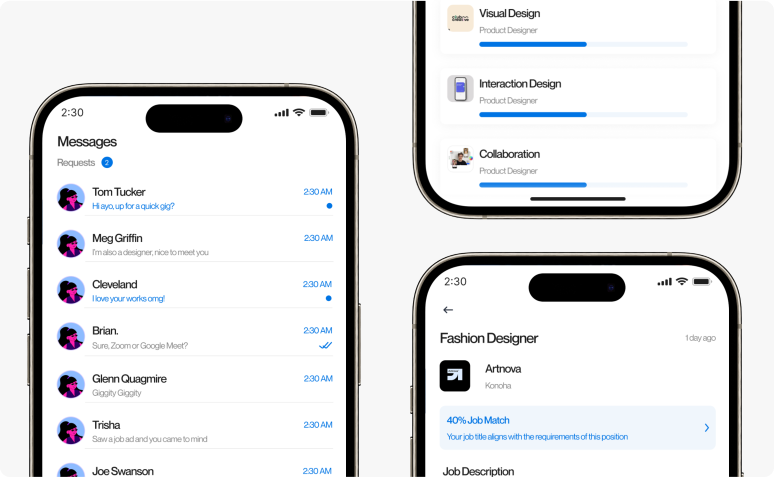 2:30
Messages
Requests 2
Tom Tucker 2:30 AM
Hi ayo, up for a quick gig?
Meg Griffin 2:30 AM
I'm also a designer, nice to meet you
Cleveland 2:30 AM
I love your works omg!
Brian. 2:30 AM
Sure, Zoom or Google Meet?
Glenn Quagmire 2:30 AM
Giggity Giggity
Trisha 2:30 AM
Saw a job ad and you came to mind
Joe Swanson 2:30 AM
Visual Design
Product Designer
Interaction Design
Product Designer
Collaboration
Product Designer
2:30
Fashion Designer 1 day ago
Artnova
Konoha
40% Job Match
Your job title aligns with the requirements of this position
Job Description